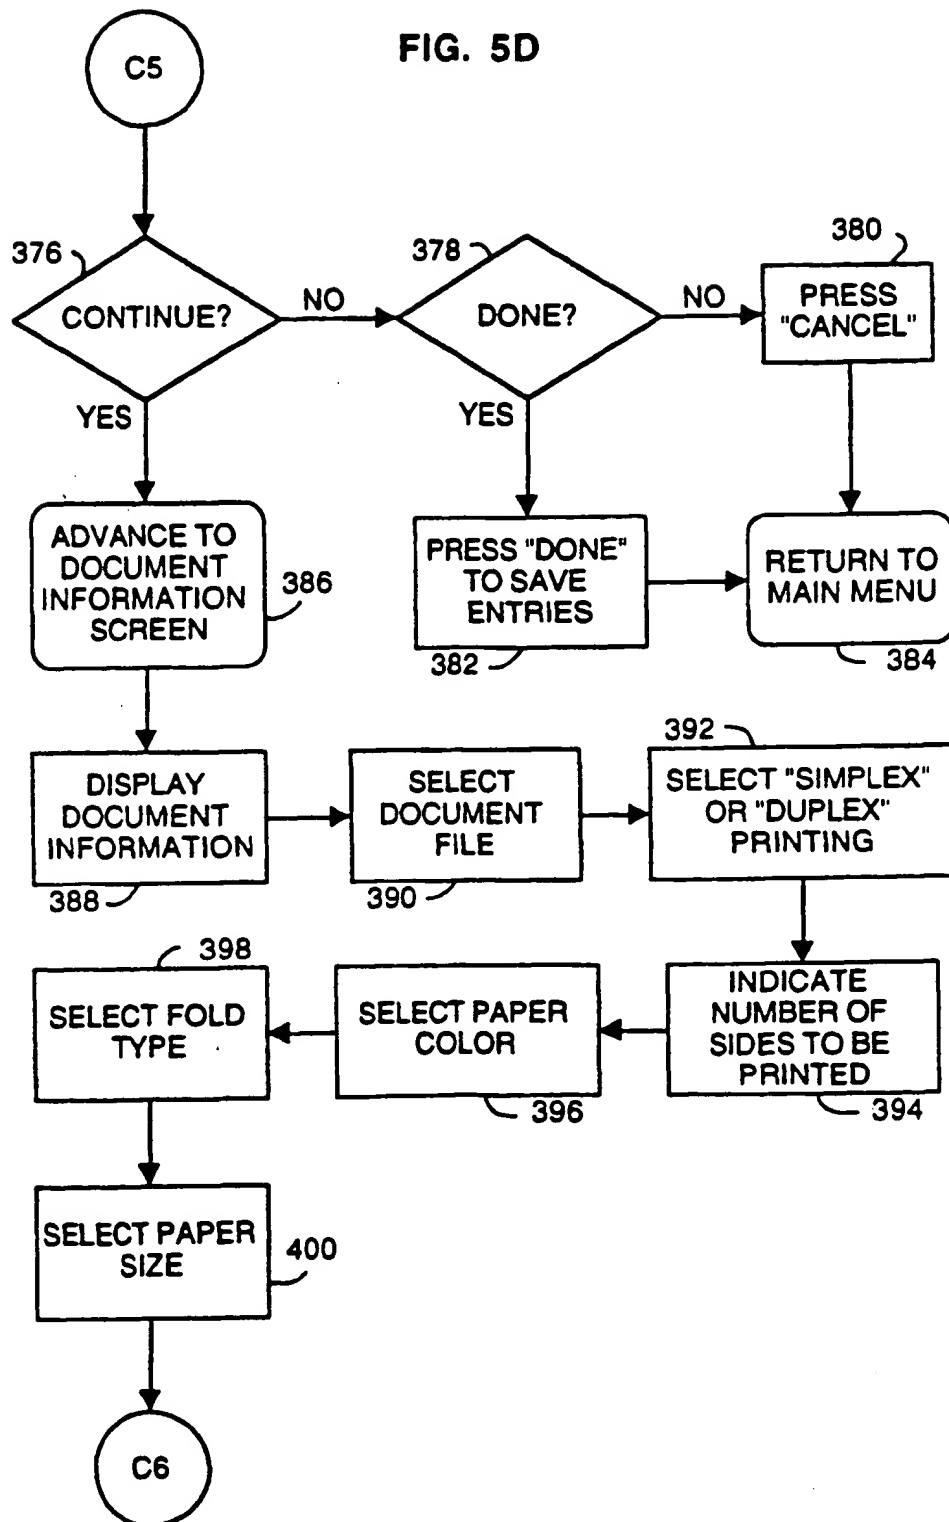 FIG. 5D
C5
376
CONTINUE?
NO
YES
378
DONE?
NO
YES
380
PRESS
"CANCEL"
ADVANCE TO
DOCUMENT
INFORMATION
SCREEN
386
PRESS "DONE"
TO SAVE
ENTRIES
382
RETURN TO
MAIN MENU
384
DISPLAY
DOCUMENT
INFORMATION
388
SELECT
DOCUMENT
FILE
390
392
SELECT "SIMPLEX"
OR "DUPLEX"
PRINTING
INDICATE
NUMBER OF
SIDES TO BE
PRINTED
394
SELECT PAPER
COLOR
396
398
SELECT FOLD
TYPE
SELECT PAPER
SIZE
400
C6